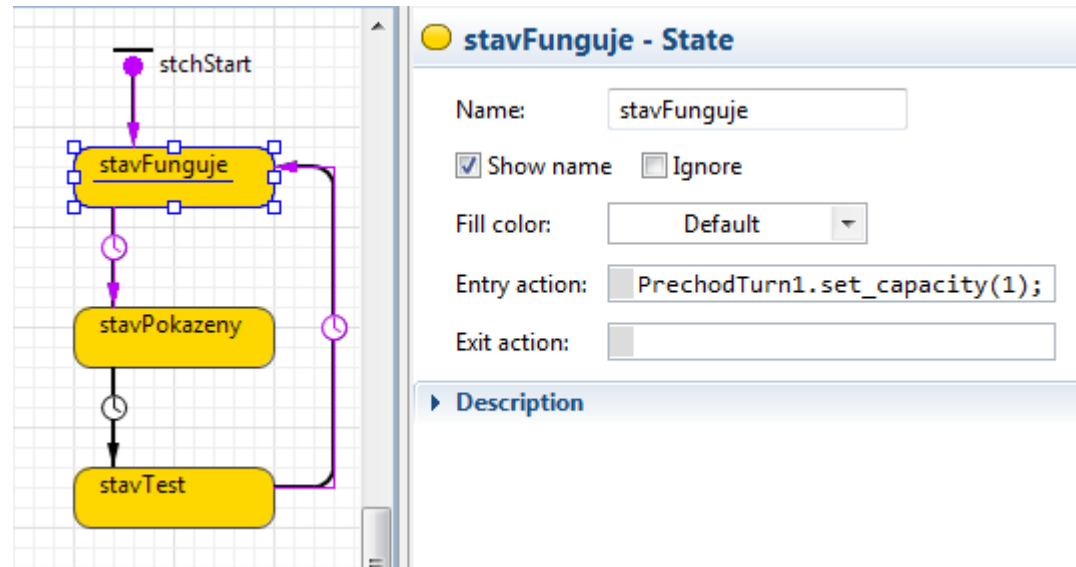 stchStart
stavFunguje
stavPokazeny
stavTest
stavFunguje - State
Name: stavFunguje
Show name Ignore
Fill color: Default
Entry action: PrechodTurn1.set_capacity(1);
Exit action:
Description